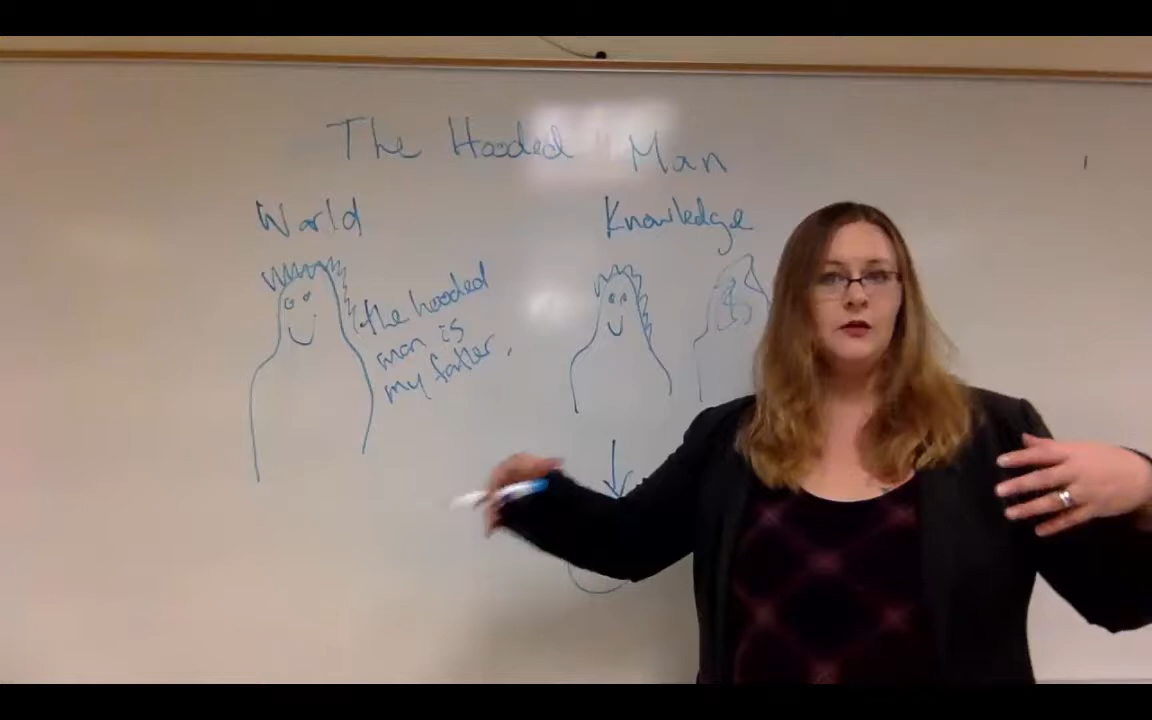 The Hooded Man
World
Knowledge
the hooded
man is
my father.